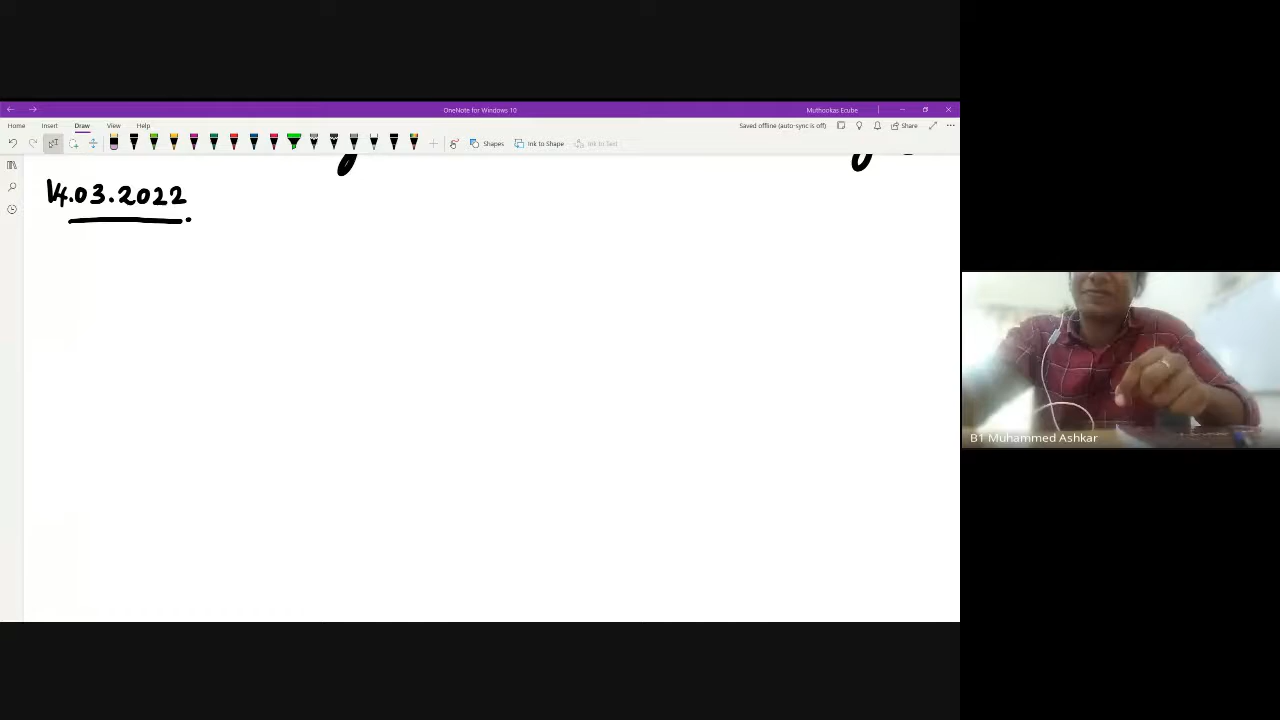 OneNote for Windows 10
Muthookas Ecube
Home Insert Draw View Help
Saved offline (auto-sync is off)
Share
Shapes
Ink to Shape
Ink to Text
14.03.2022
B1 Muhammed Ashkar